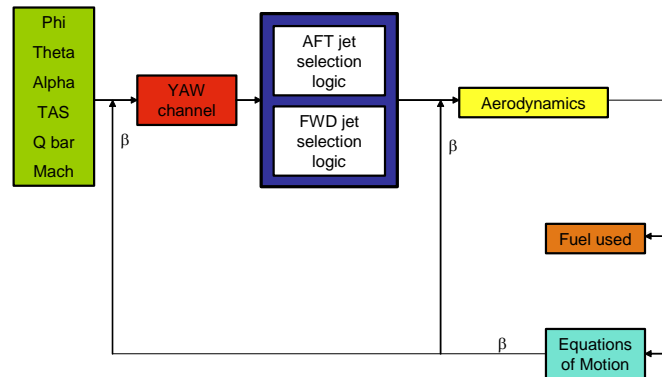 Phi
Theta
Alpha
TAS
Q bar
Mach
β
YAW
channel
AFT jet
selection
logic
FWD jet
selection
logic
β
Aerodynamics
Fuel used
β
Equations
of Motion